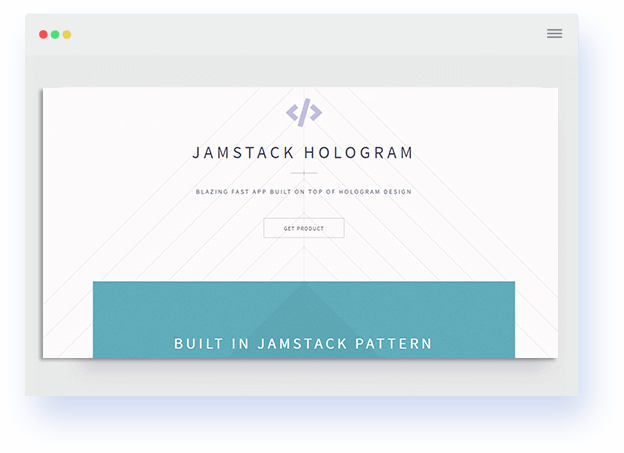 </>
JAMSTACK HOLOGRAM
BLAZING FAST APP BUILT ON TOP OF HOLOGRAM DESIGN
GET PRODUCT
BUILT IN JAMSTACK PATTERN